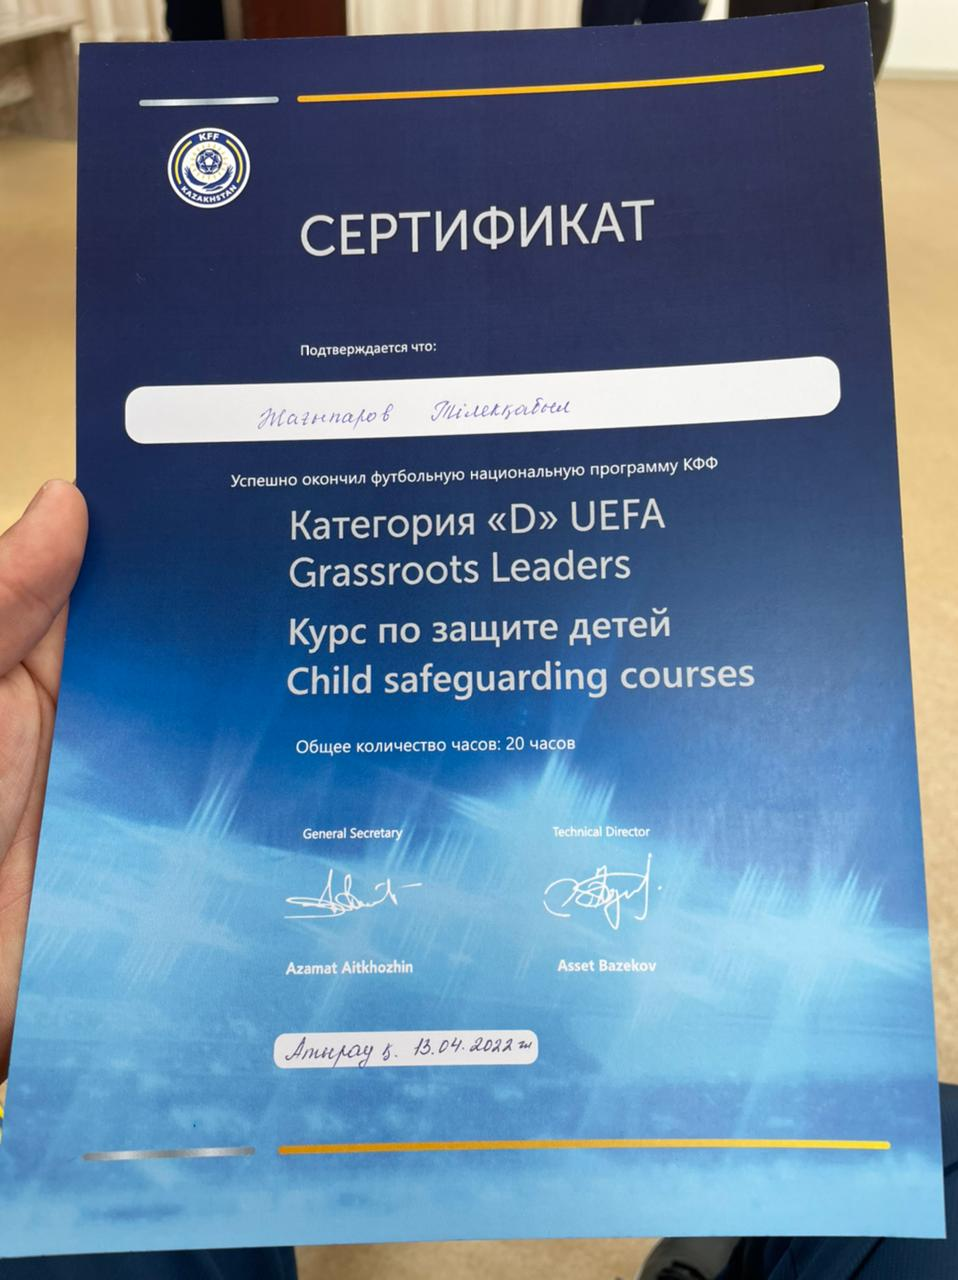 KFF
KAZAKHSTAN
СЕРТИФИКАТ
Подтверждается что:
Жағыпаров Тілекқабыл
Успешно окончил футбольную национальную программу КФФ
Категория «D» UEFA
Grassroots Leaders
Курс по защите детей
Child safeguarding courses
Общее количество часов: 20 часов
General Secretary Technical Director
Azamat Aitkhozhin Asset Bazekov
Атырау қ. 13.04.2022 ж